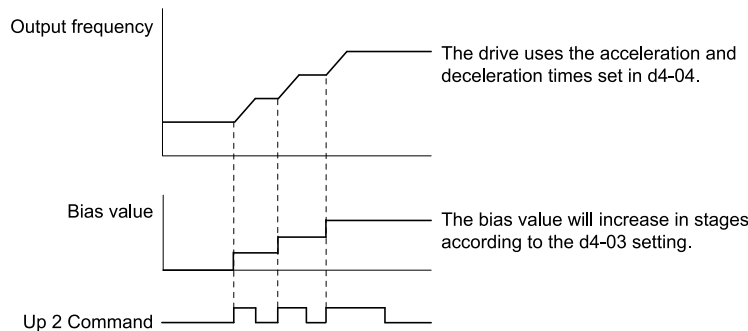 Output frequency
The drive uses the acceleration and
deceleration times set in d4-04.
Bias value
The bias value will increase in stages
according to the d4-03 setting.
Up 2 Command